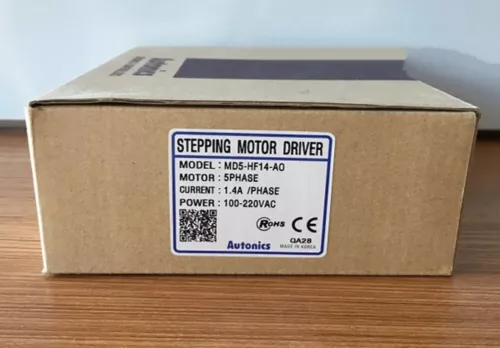 Autonics
STEPPING MOTOR DRIVER
MODEL : MD5-HF14-AO
MOTOR : 5PHASE
CURRENT : 1.4A /PHASE
POWER : 100-220VAC
RoHS CE
Autonics
QA28
MADE IN KOREA